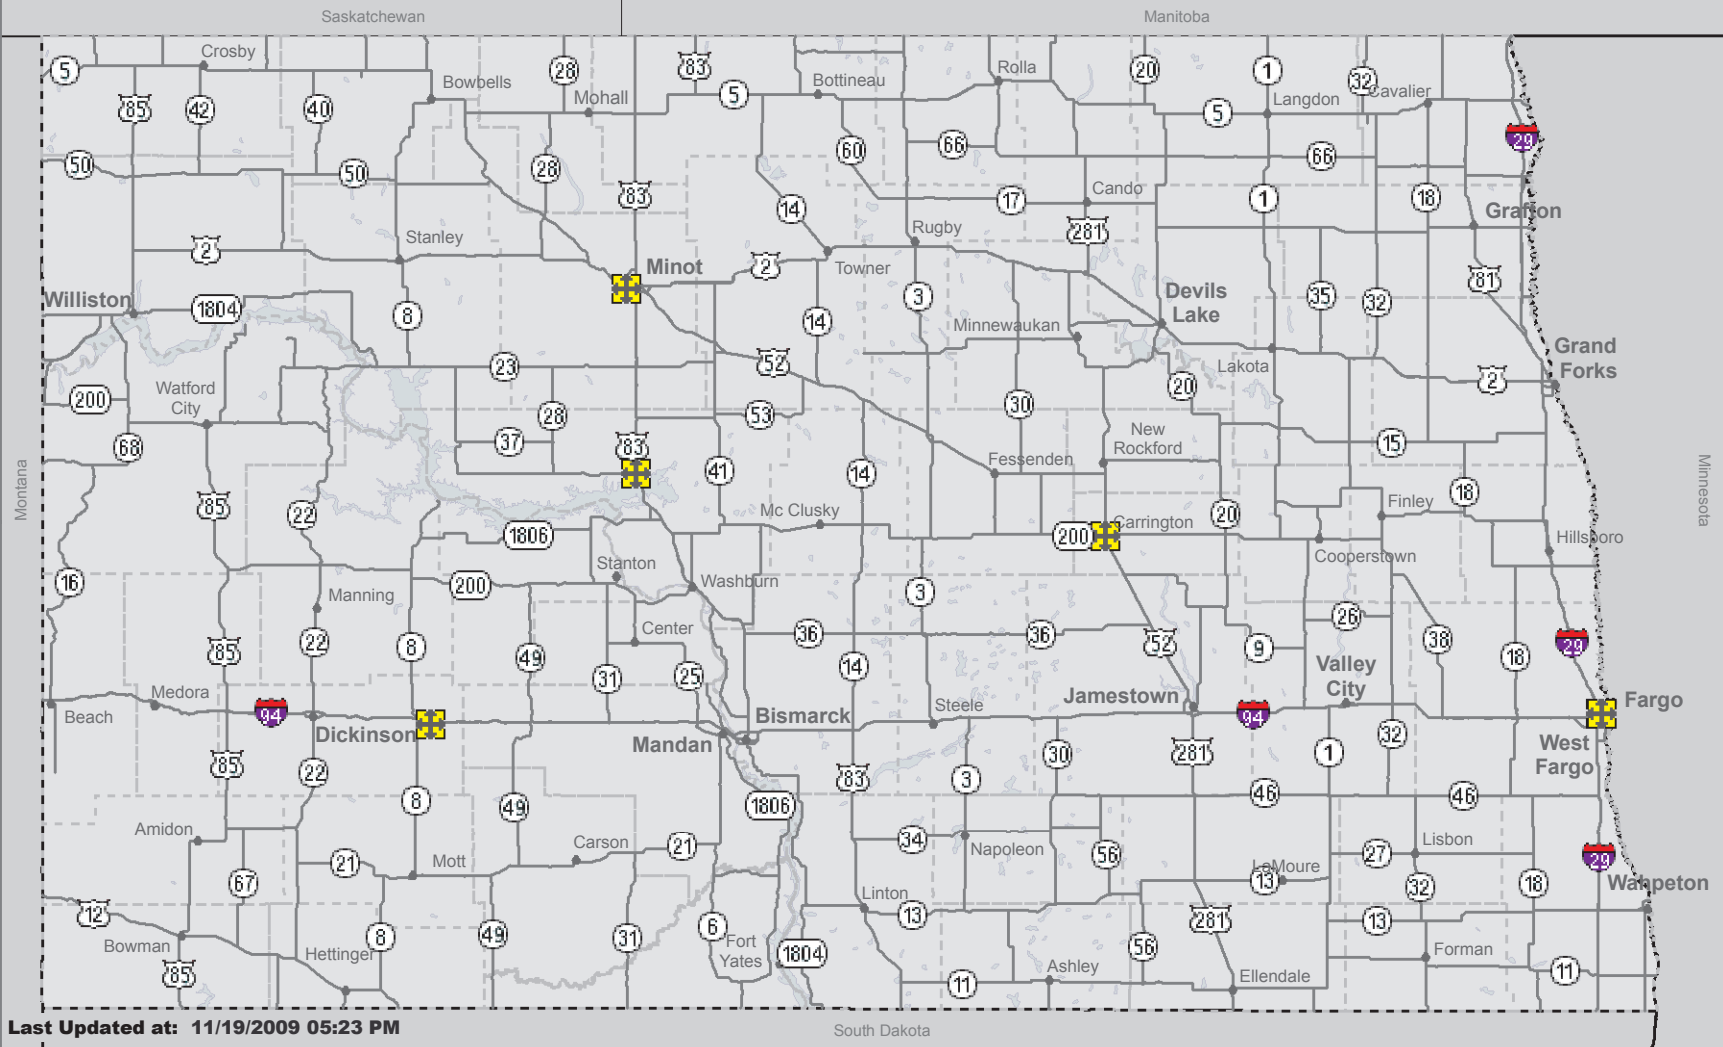 Saskatchewan
Manitoba
Crosby
5
83
28
20
1
32
Rolla
Bowbells
Bottineau
85
42
40
Mohall
5
Langdon
Cavalier
5
29
50
50
28
60
66
66
83
14
17
Cando
1
18
Grafton
281
Rugby
Stanley
2
2
Towner
Minot
81
Williston
1804
8
14
3
Minnewaukan
Devils
Lake
35
32
Grand
Forks
23
52
Lakota
2
Watford
City
200
20
28
53
30
68
37
83
New
Rockford
15
Fessenden
41
14
18
85
22
Mc Clusky
20
Finley
1806
200
Carrington
Cooperstown
Hillsboro
Montana
Minnesota
16
Stanton
200
Washburn
Manning
3
26
Center
36
36
52
38
9
29
85
22
8
49
31
25
14
18
Valley
City
Medora
Beach
94
Dickinson
Bismarck
Mandan
Steele
Jamestown
94
Fargo
West
Fargo
85
22
83
3
30
281
1
32
8
49
1806
46
46
Amidon
Carson
21
34
Napoleon
56
27
Lisbon
29
21
Mott
67
LaMoure
13
32
18
Wahpeton
12
Linton
13
281
13
Bowman
8
49
31
6
Fort
Yates
1804
56
Forman
Hettinger
85
11
Ashley
Ellendale
11
Last Updated at: 11/19/2009 05:23 PM
South Dakota